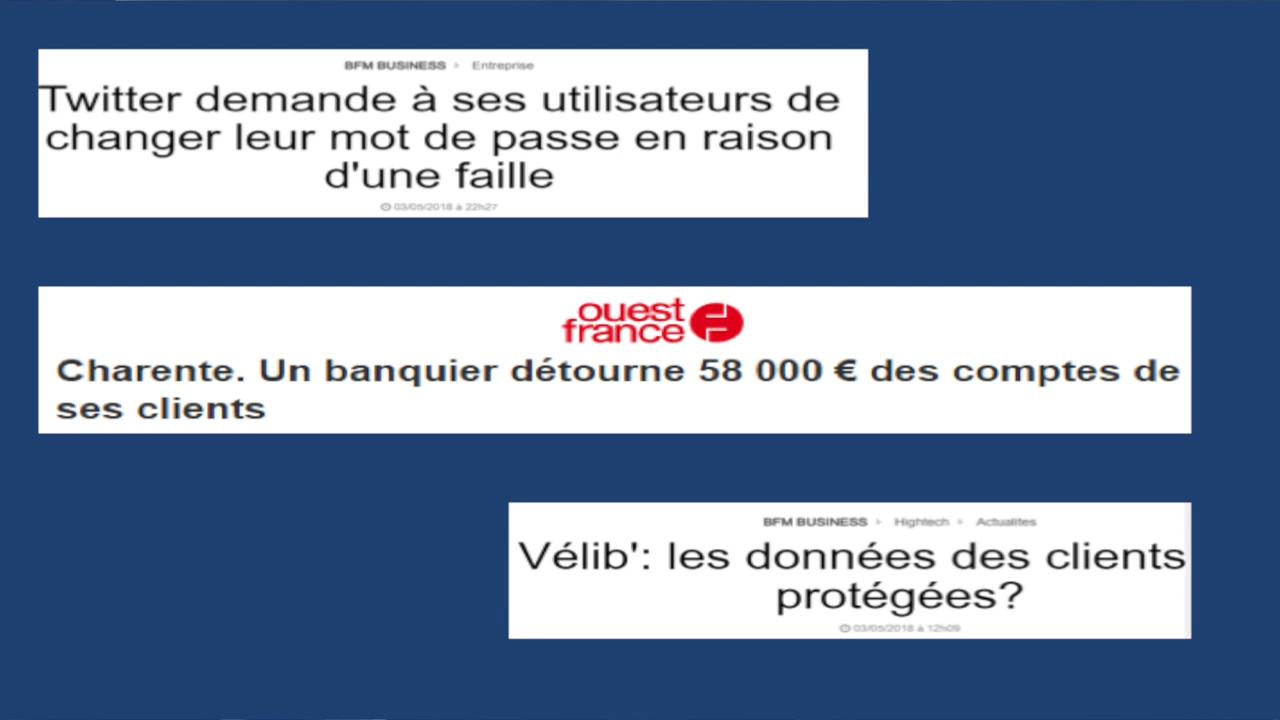 BFM BUSINESS > Entreprise
Twitter demande à ses utilisateurs de
changer leur mot de passe en raison
d'une faille
03/05/2018 à 22h27
ouest
france
Charente. Un banquier détourne 58 000 € des comptes de
ses clients
BFM BUSINESS > Hightech > Actualites
Vélib': les données des clients
protégées?
03/05/2018 à 12h09